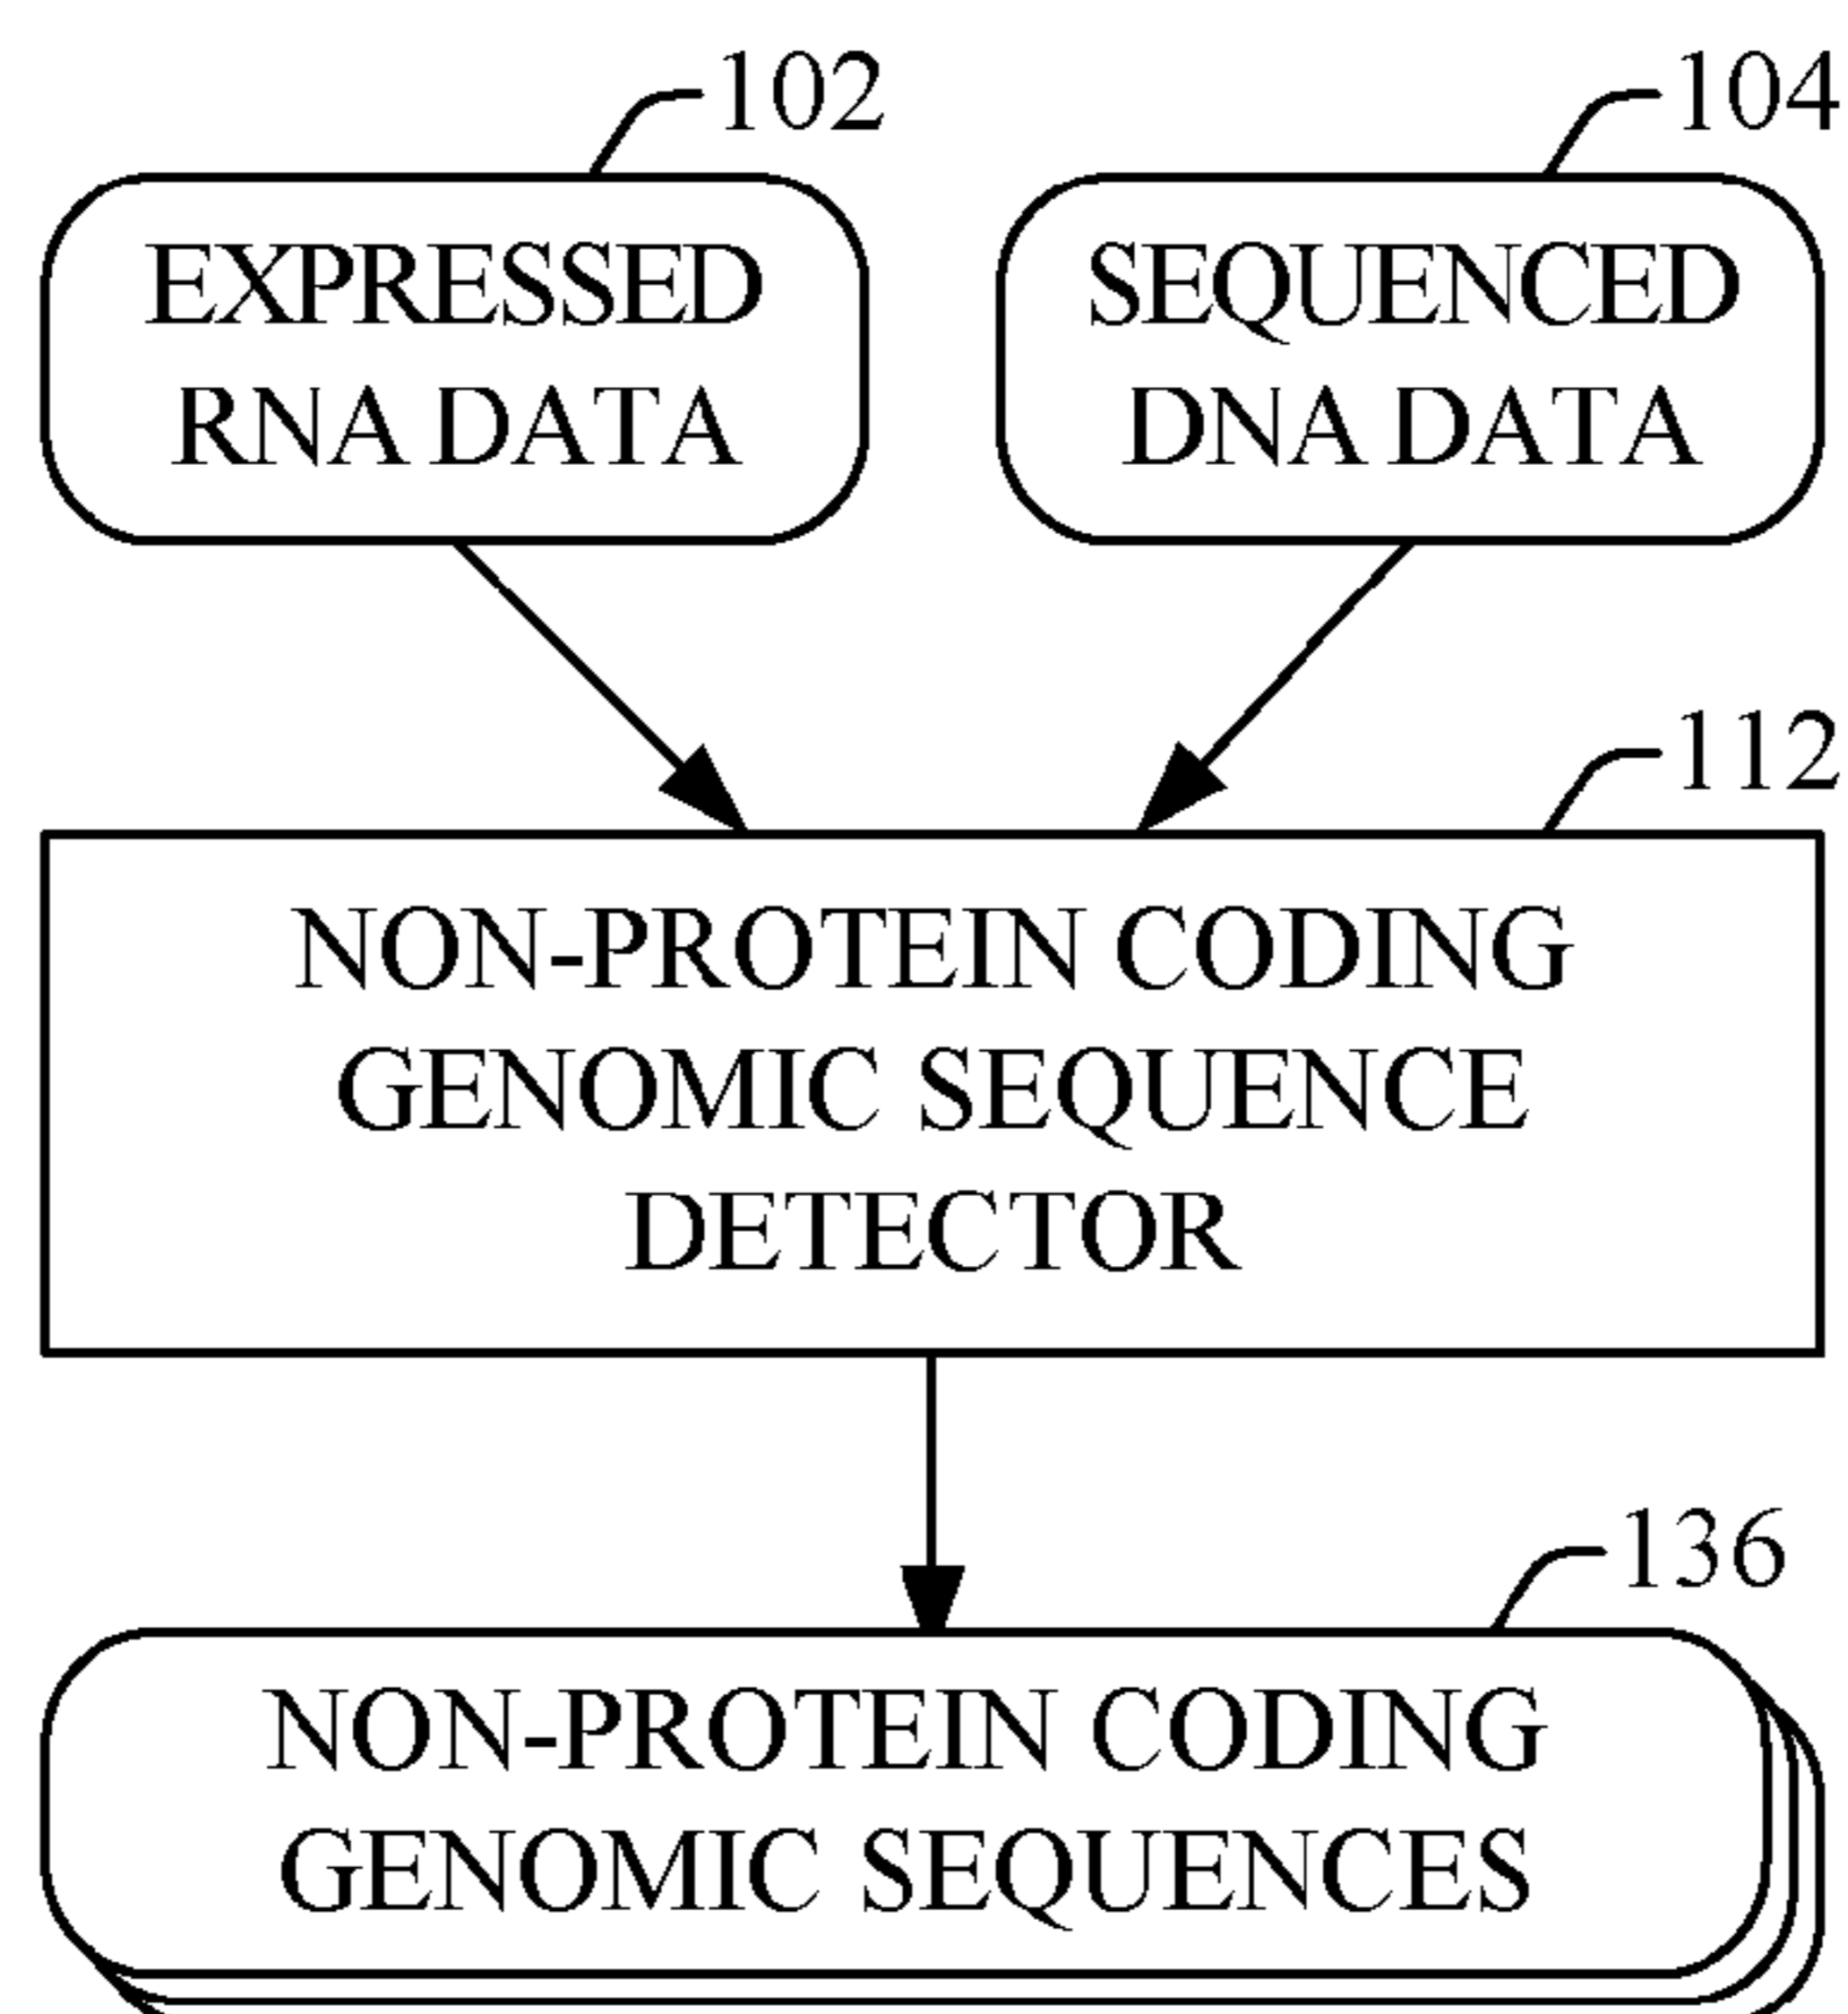 102
104
EXPRESSED
RNA DATA
SEQUENCED
DNA DATA
112
NON-PROTEIN CODING
GENOMIC SEQUENCE
DETECTOR
136
NON-PROTEIN CODING
GENOMIC SEQUENCES